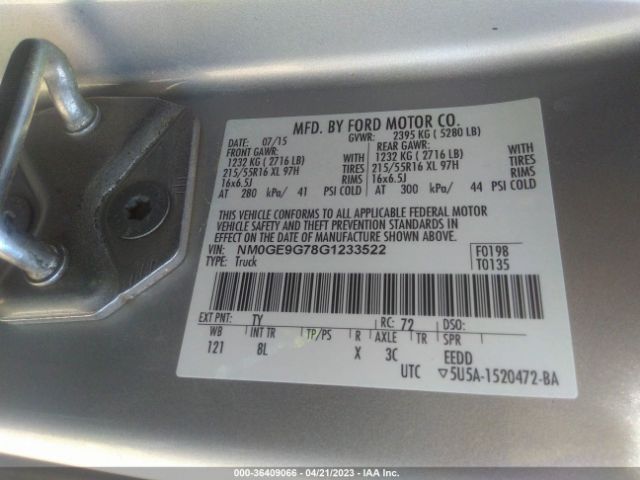 MFD. BY FORD MOTOR CO.
DATE: 07/15 GVWR: 2395 KG ( 5280 LB)
FRONT GAWR: REAR GAWR:
1232 KG ( 2716 LB) WITH 1232 KG ( 2716 LB) WITH
215/55R16 XL 97H TIRES 215/55R16 XL 97H TIRES
16x6.5J RIMS 16x6.5J RIMS
AT 280 kPa/ 41 PSI COLD AT 300 kPa/ 44 PSI COLD
THIS VEHICLE CONFORMS TO ALL APPLICABLE FEDERAL MOTOR
VEHICLE SAFETY AND THEFT PREVENTION STANDARDS IN
EFFECT ON THE DATE OF MANUFACTURE SHOWN ABOVE.
VIN: NM0GE9G78G1233522 F0198
TYPE: Truck T0135
EXT PNT: TY RC: 72 DSO:
WB INT TR TP/PS R AXLE TR SPR
121 8L X 3C EEDD
UTC ▽5U5A-1520472-BA
000-36409066 - 04/21/2023 - IAA Inc.